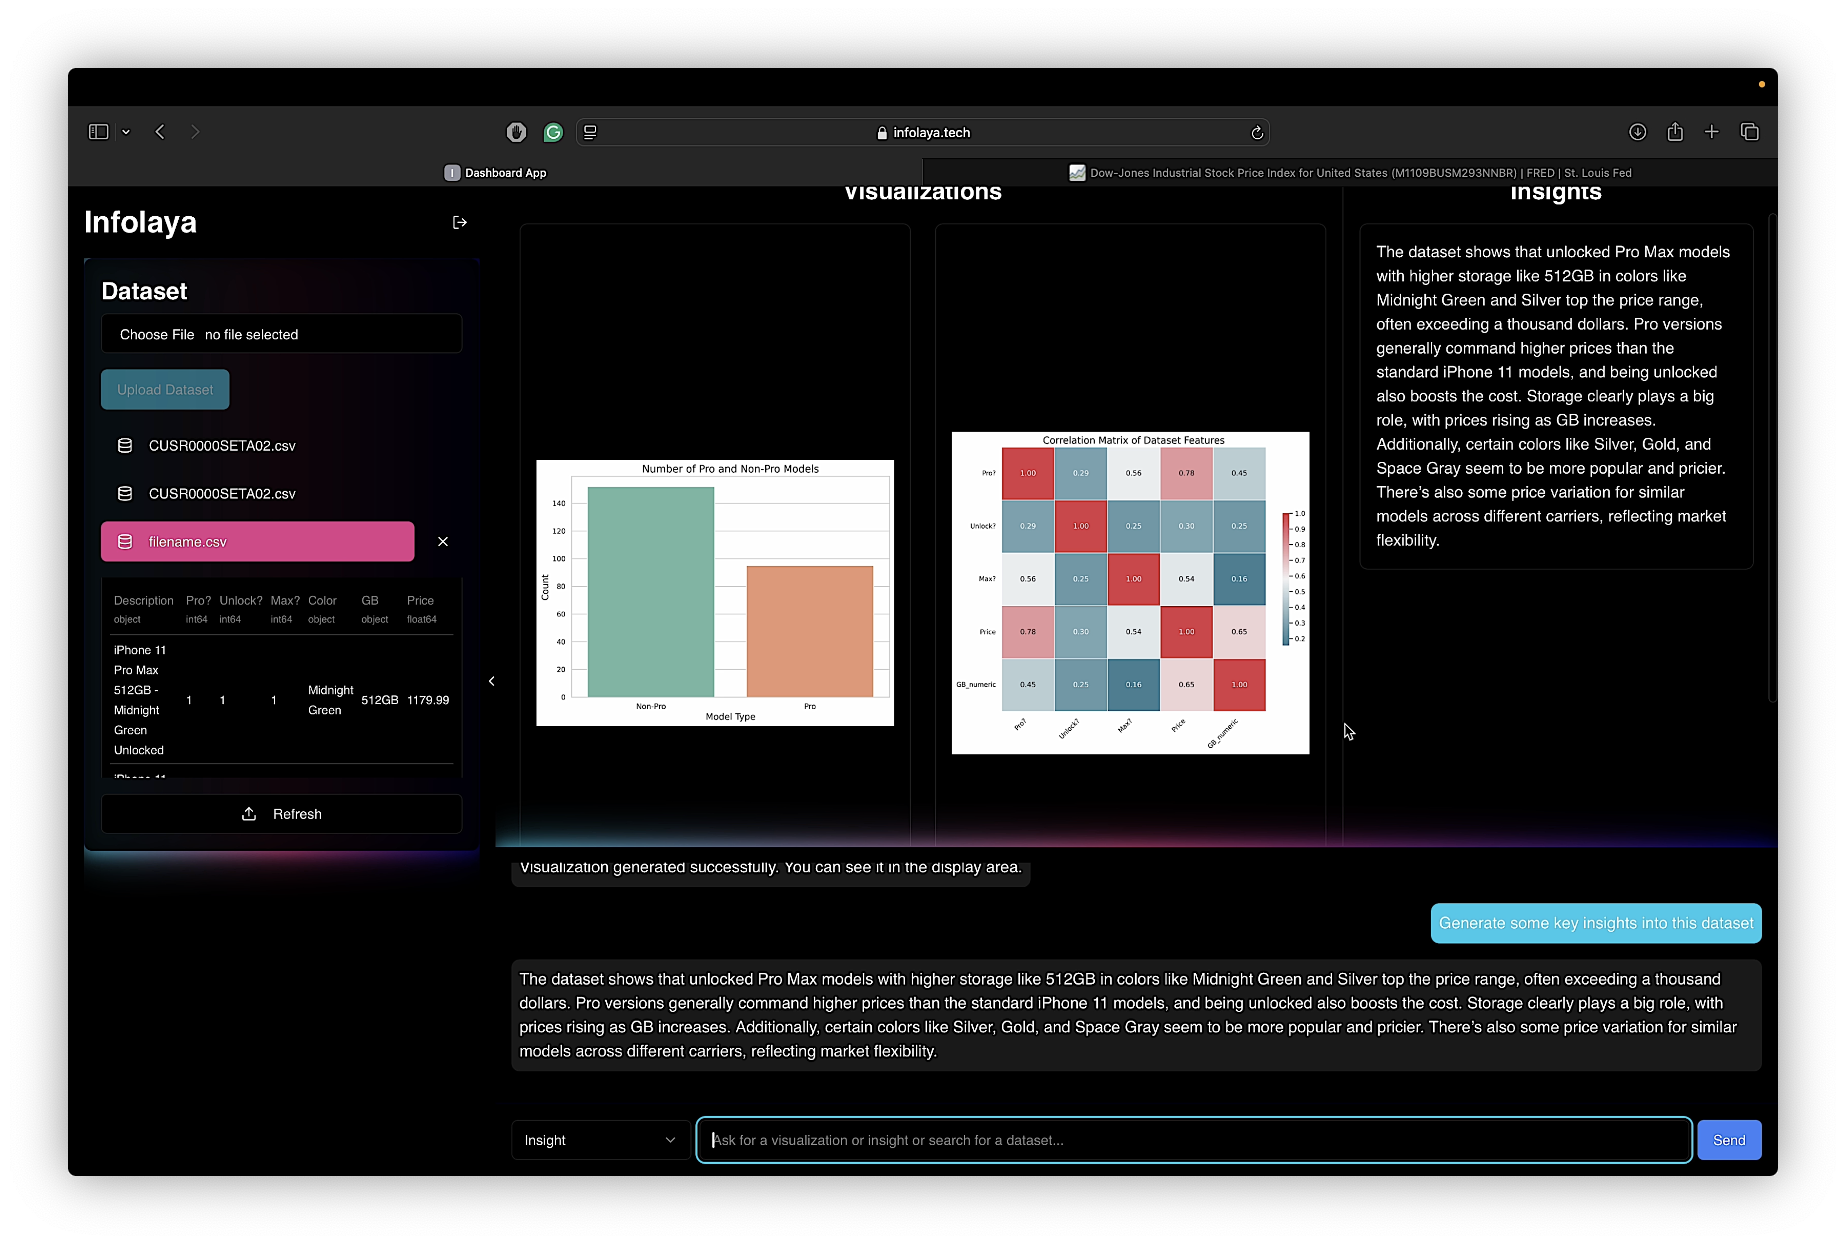 infolaya.tech
Dashboard App
Dow-Jones Industrial Stock Price Index for United States (M1109BUSM293NNBR) | FRED | St. Louis Fed
Infolaya
Dataset
Choose File no file selected
Upload Dataset
CUSR0000SETA02.csv
CUSR0000SETA02.csv
filename.csv
Description Pro? Unlock? Max? Color GB Price
object int64 int64 int64 object object float64
iPhone 11
Pro Max
512GB -
Midnight
Green
Unlocked
1 1 1 Midnight Green 512GB 1179.99
iPhone 11
Refresh
Visualizations
Number of Pro and Non-Pro Models
Count
140
120
100
80
60
40
20
0
Non-Pro Pro
Model Type
Correlation Matrix of Dataset Features
Pro? 1.00 0.29 0.56 0.78 0.45
Unlock? 0.29 1.00 0.25 0.30 0.25
Max? 0.56 0.25 1.00 0.54 0.16
Price 0.78 0.30 0.54 1.00 0.65
GB_numeric 0.45 0.25 0.16 0.65 1.00
Pro? Unlock? Max? Price GB_numeric
1.0
0.9
0.8
0.7
0.6
0.5
0.4
0.3
0.2
Insights
The dataset shows that unlocked Pro Max models
with higher storage like 512GB in colors like
Midnight Green and Silver top the price range,
often exceeding a thousand dollars. Pro versions
generally command higher prices than the
standard iPhone 11 models, and being unlocked
also boosts the cost. Storage clearly plays a big
role, with prices rising as GB increases.
Additionally, certain colors like Silver, Gold, and
Space Gray seem to be more popular and pricier.
There’s also some price variation for similar
models across different carriers, reflecting market
flexibility.
Visualization generated successfully. You can see it in the display area.
Generate some key insights into this dataset
The dataset shows that unlocked Pro Max models with higher storage like 512GB in colors like Midnight Green and Silver top the price range, often exceeding a thousand
dollars. Pro versions generally command higher prices than the standard iPhone 11 models, and being unlocked also boosts the cost. Storage clearly plays a big role, with
prices rising as GB increases. Additionally, certain colors like Silver, Gold, and Space Gray seem to be more popular and pricier. There’s also some price variation for similar
models across different carriers, reflecting market flexibility.
Insight
Ask for a visualization or insight or search for a dataset...
Send